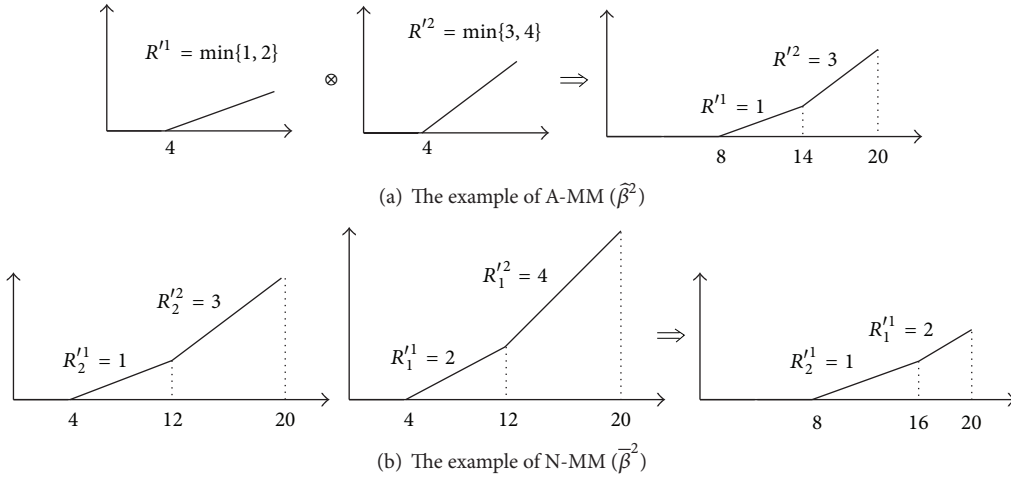 R′¹ = min{1, 2}
⊗
R′² = min{3, 4}
⇒
R′¹ = 1
R′² = 3
4
4
8
14
20
(a) The example of A-MM (β̂²)
R′₂¹ = 1
R′₂² = 3
R′₁¹ = 2
R′₁² = 4
⇒
R′₂¹ = 1
R′₁¹ = 2
4
12
20
4
12
20
8
16
20
(b) The example of N-MM (β̅²)